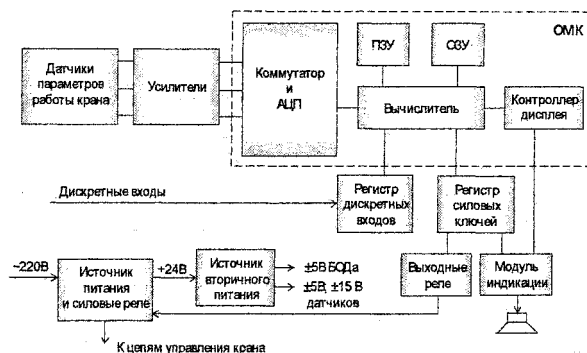 ОМК
ПЗУ
ОЗУ
Датчики
параметров
работы крана
Усилители
Коммутатор
и
АЦП
Вычислитель
Контроллер
дисплея
Дискретные входы
Регистр
дискретных
входов
Регистр
силовых
ключей
~220В
Источник
питания
и силовые реле
+24В
Источник
вторичного
питания
±5В БОДа
±5В, ±15 В
датчиков
Выходные
реле
Модуль
индикации
К цепям управления крана